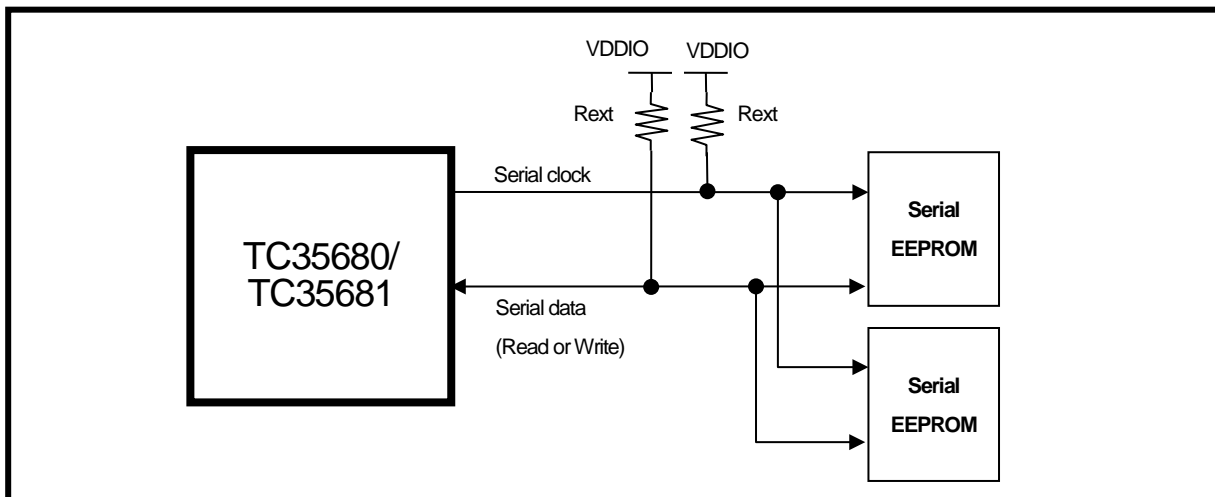 VDDIO VDDIO
Rext Rext
Serial clock
TC35680/
TC35681
Serial data
(Read or Write)
Serial
EEPROM
Serial
EEPROM